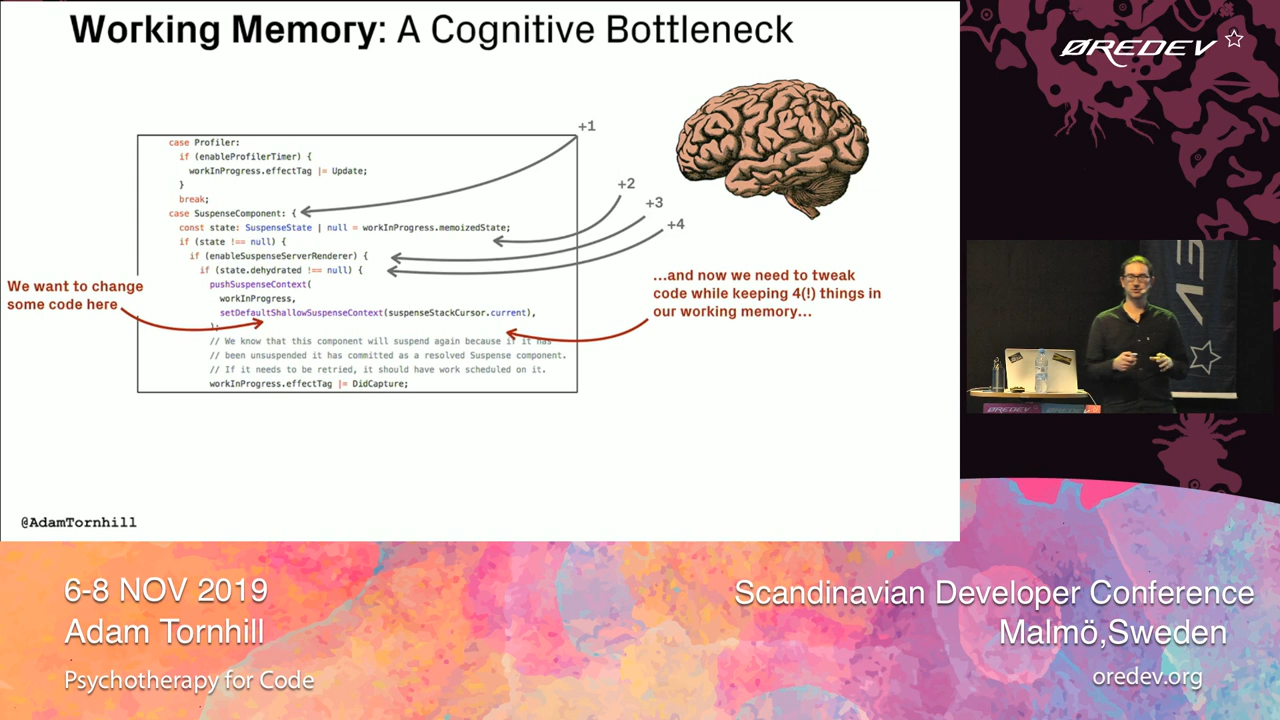 Working Memory: A Cognitive Bottleneck
ØREDEV
+1
case Profiler:
if (enableProfilerTimer) {
workInProgress.effectTag |= Update;
}
break;
case SuspenseComponent: {
const state: SuspenseState | null = workInProgress.memoizedState;
if (state !== null) {
if (enableSuspenseServerRenderer) {
if (state.dehydrated !== null) {
pushSuspenseContext(
workInProgress,
setDefaultShallowSuspenseContext(suspenseStackCursor.current),
);
// We know that this component will suspend again because if it has
// been unsuspended it has committed as a resolved Suspense component.
// If it needs to be retried, it should have work scheduled on it.
workInProgress.effectTag |= DidCapture;
+2
+3
+4
We want to change
some code here
...and now we need to tweak
code while keeping 4(!) things in
our working memory...
@AdamTornhill
ØREDEV
6-8 NOV 2019
Adam Tornhill
Psychotherapy for Code
Scandinavian Developer Conference
Malmö,Sweden
oredev.org